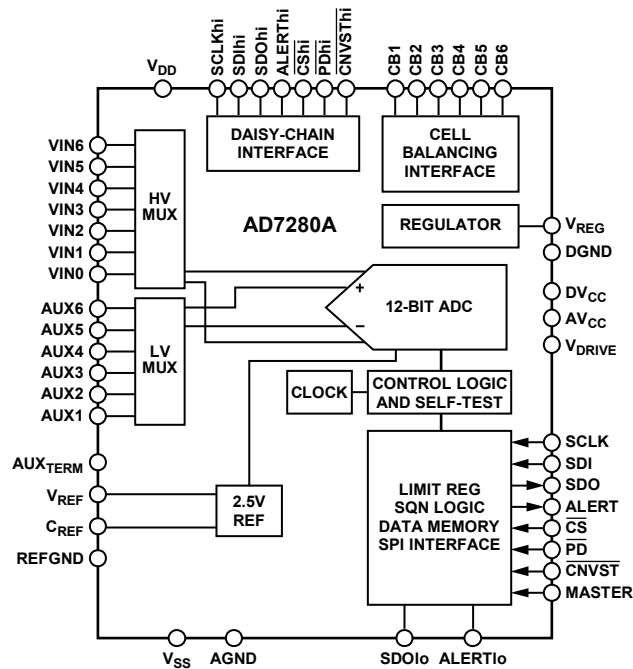 VDD
SCLKhi
SDIhi
SDOhi
ALERThi
CShi
PDhi
CNVSThi
CB1
CB2
CB3
CB4
CB5
CB6
DAISY-CHAIN
INTERFACE
CELL
BALANCING
INTERFACE
VIN6
VIN5
VIN4
VIN3
VIN2
VIN1
VIN0
HV
MUX
AD7280A
REGULATOR
VREG
DGND
DVCC
AVCC
VDRIVE
+
12-BIT ADC
−
AUX6
AUX5
AUX4
AUX3
AUX2
AUX1
LV
MUX
CLOCK
CONTROL LOGIC
AND SELF-TEST
AUXTERM
VREF
CREF
REFGND
2.5V
REF
LIMIT REG
SQN LOGIC
DATA MEMORY
SPI INTERFACE
SCLK
SDI
SDO
ALERT
CS
PD
CNVST
MASTER
VSS
AGND
SDOlo
ALERTlo